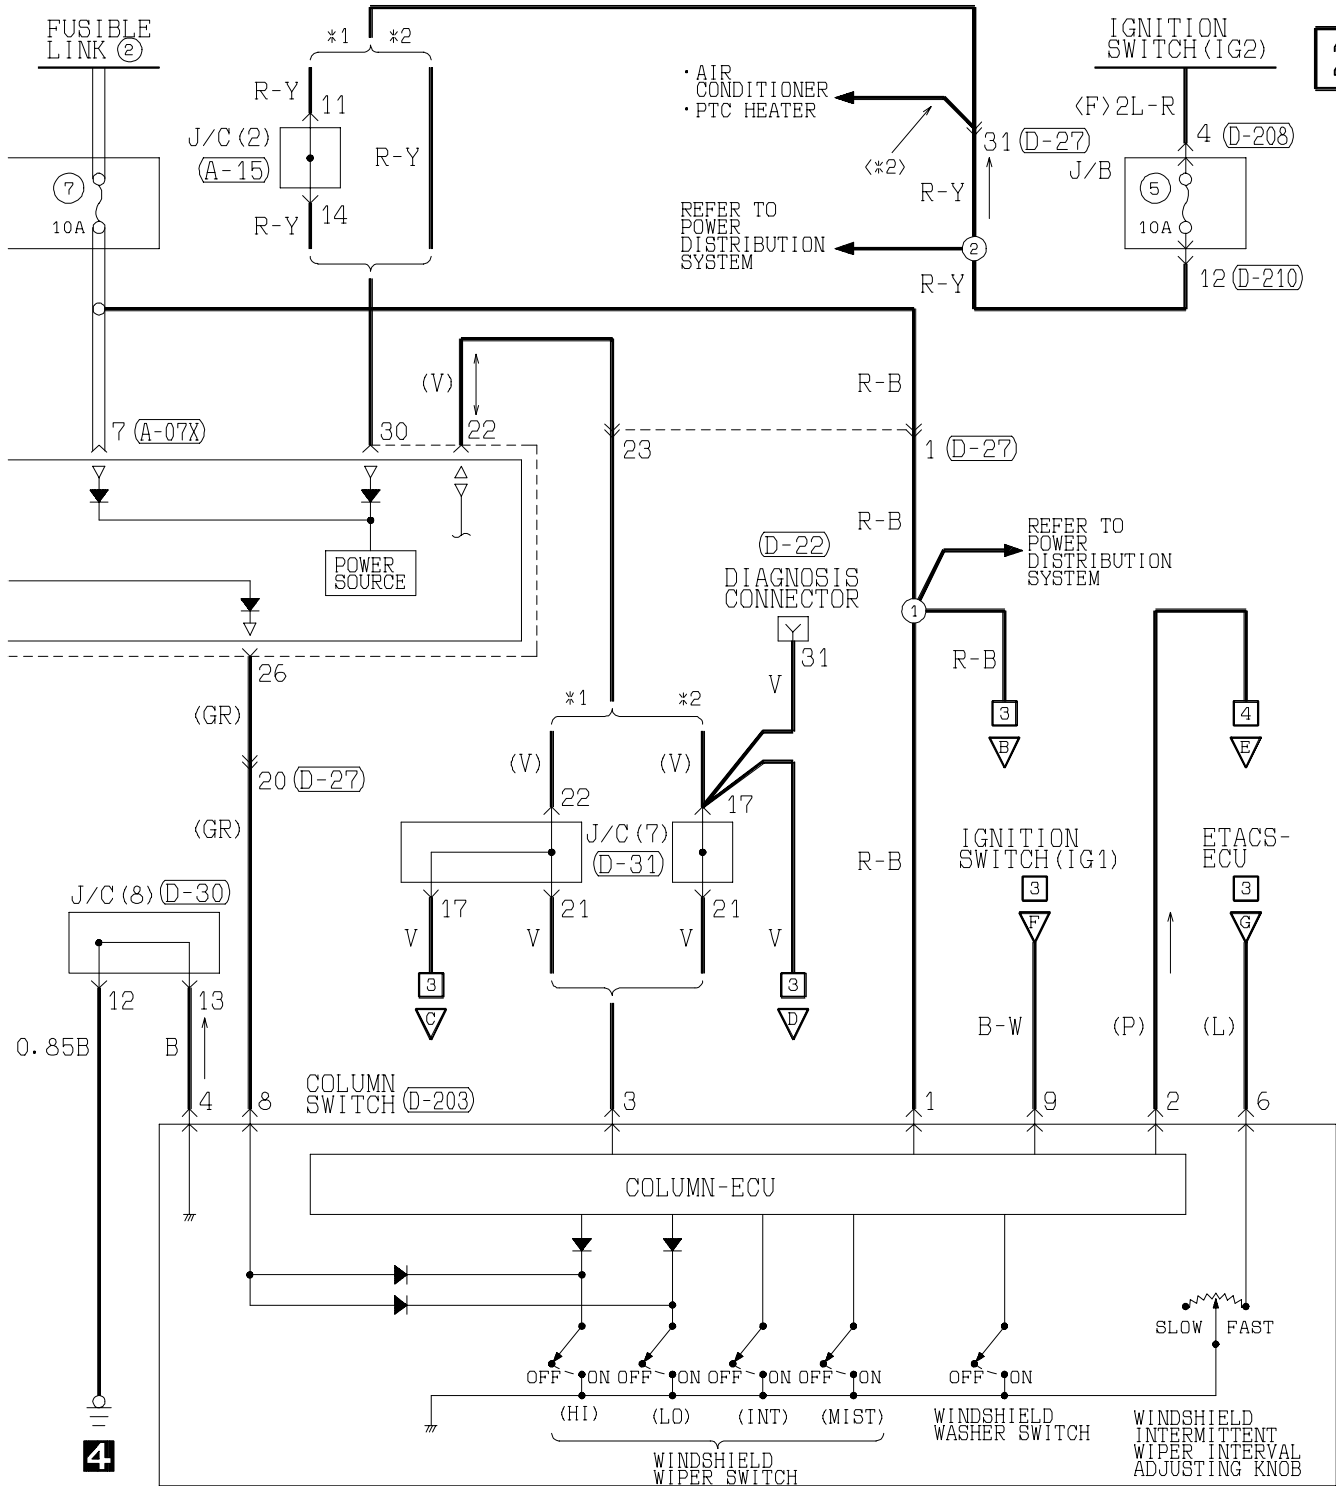 FUSIBLE
LINK ②
*1
*2
IGNITION
SWITCH(IG2)
R-Y
11
J/C(2)
(A-15)
R-Y
14
R-Y
· AIR
CONDITIONER
· PTC HEATER
<F>2L-R
31 (D-27)
4 (D-208)
<*2>
J/B
⑦
10A
R-Y
⑤
10A
REFER TO
POWER
DISTRIBUTION
SYSTEM
②
R-Y
12 (D-210)
(V)
R-B
7 (A-07X)
30
22
23
1 (D-27)
R-B
REFER TO
POWER
DISTRIBUTION
SYSTEM
(D-22)
DIAGNOSIS
CONNECTOR
POWER
SOURCE
①
31
R-B
26
V
(GR)
*1
*2
3
B
4
E
(V)
(V)
20 (D-27)
22
17
(GR)
J/C(7)
(D-31)
R-B
IGNITION
SWITCH(IG1)
3
F
ETACS-
ECU
3
G
J/C(8) (D-30)
17
21
21
V
V
V
V
3
C
3
D
12
13
0.85B
B
B-W
(P)
(L)
COLUMN
SWITCH (D-203)
4
8
3
1
9
2
6
COLUMN-ECU
SLOW
FAST
OFF
ON
OFF
ON
OFF
ON
OFF
ON
OFF
ON
(HI)
(LO)
(INT)
(MIST)
WINDSHIELD
WASHER SWITCH
WINDSHIELD
INTERMITTENT
WIPER INTERVAL
ADJUSTING KNOB
WINDSHIELD
WIPER SWITCH
4